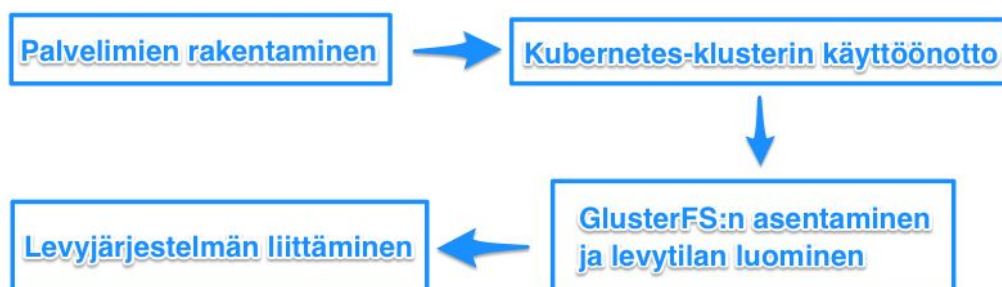 Palvelimien rakentaminen
Kubernetes-klusterin käyttöönotto
GlusterFS:n asentaminen
ja levytilan luominen
Levyjärjestelmän liittäminen